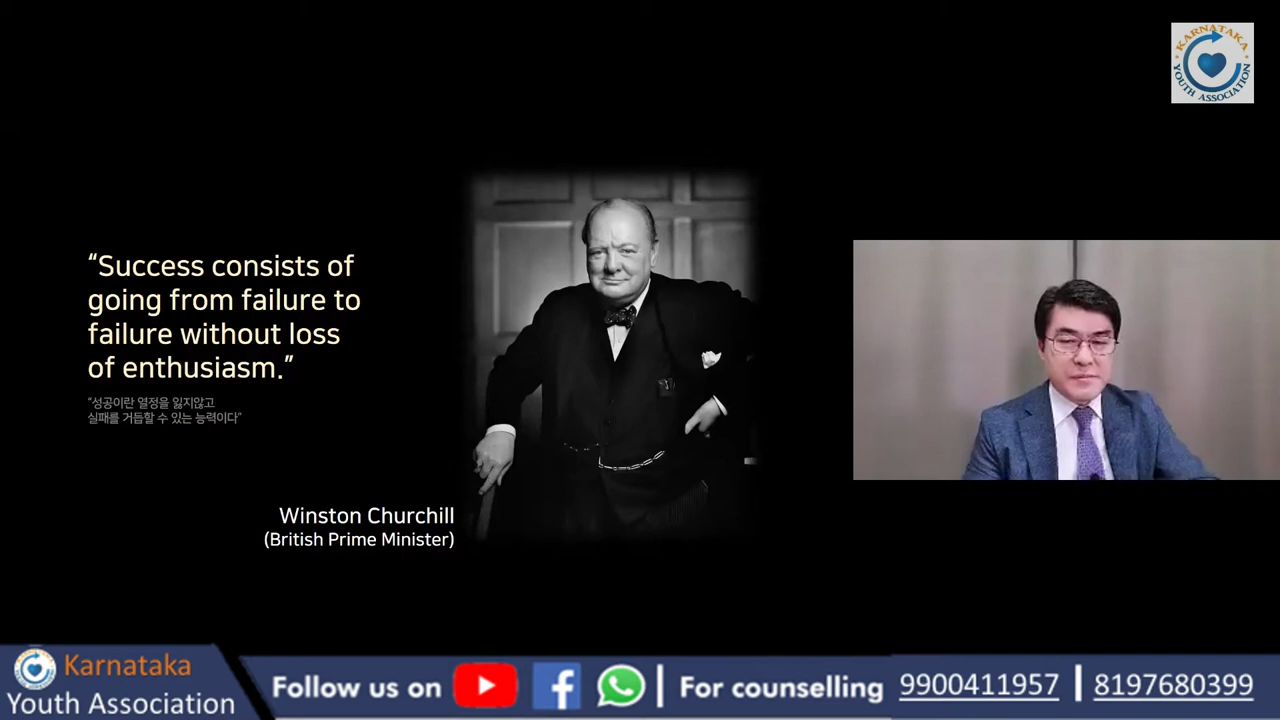 KARNATAKA
YOUTH ASSOCIATION
“Success consists of
going from failure to
failure without loss
of enthusiasm.”
“성공이란 열정을 잃지않고
실패를 거듭할 수 있는 능력이다”
Winston Churchill
(British Prime Minister)
Karnataka
Youth Association
Follow us on
For counselling
9900411957
8197680399